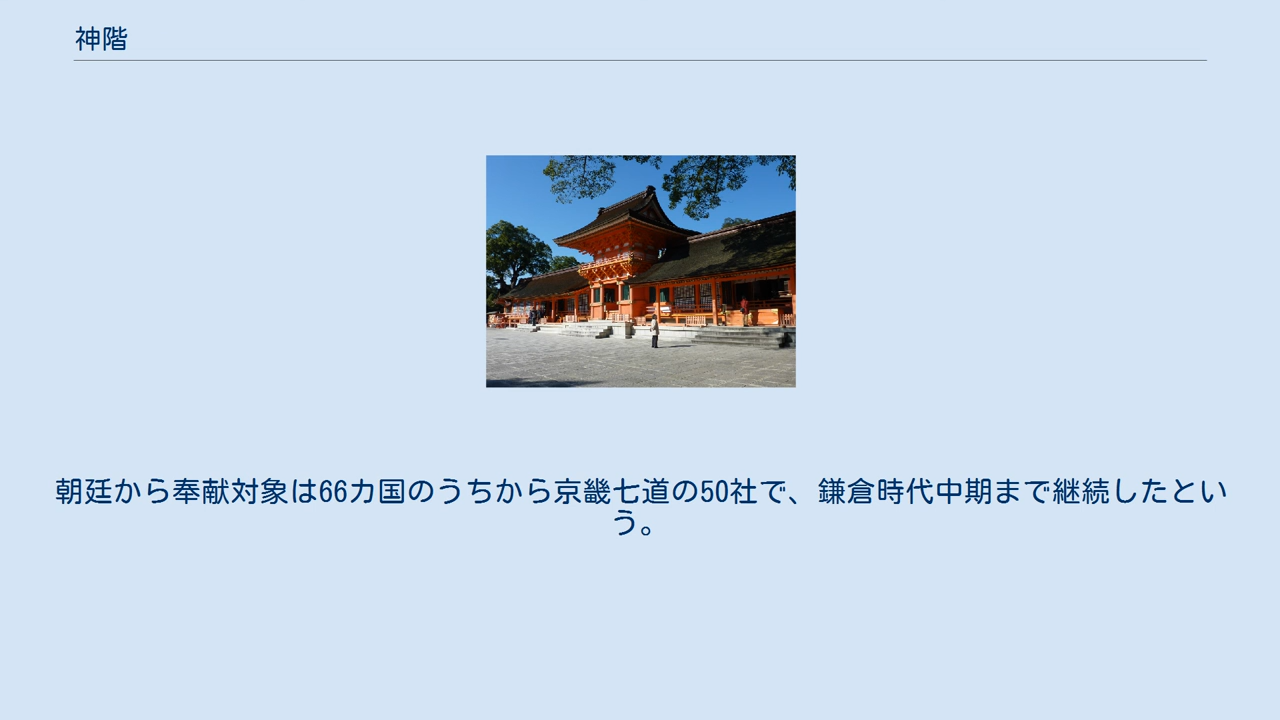 神階
朝廷から奉献対象は66カ国のうちから京畿七道の50社で、鎌倉時代中期まで継続したとい
う。